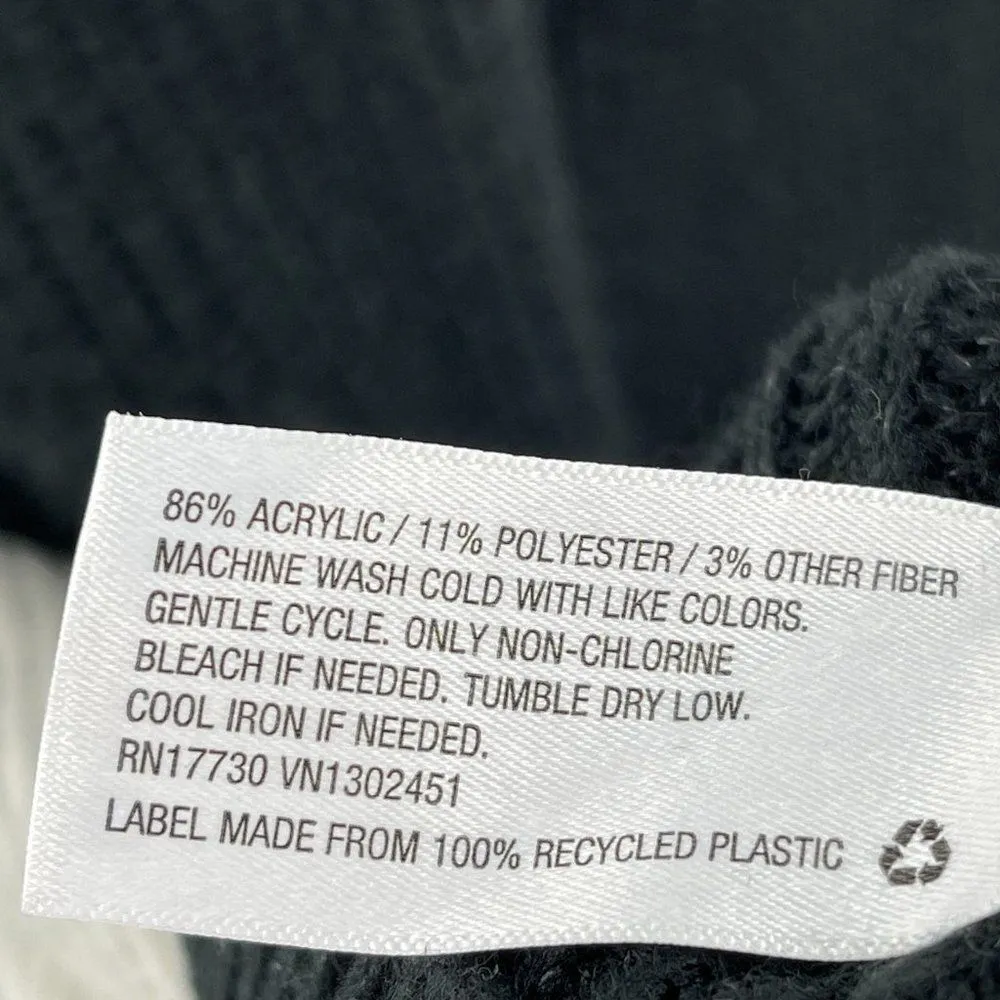 86% ACRYLIC / 11% POLYESTER / 3% OTHER FIBER
MACHINE WASH COLD WITH LIKE COLORS.
GENTLE CYCLE. ONLY NON-CHLORINE
BLEACH IF NEEDED. TUMBLE DRY LOW.
COOL IRON IF NEEDED.
RN17730 VN1302451
LABEL MADE FROM 100% RECYCLED PLASTIC